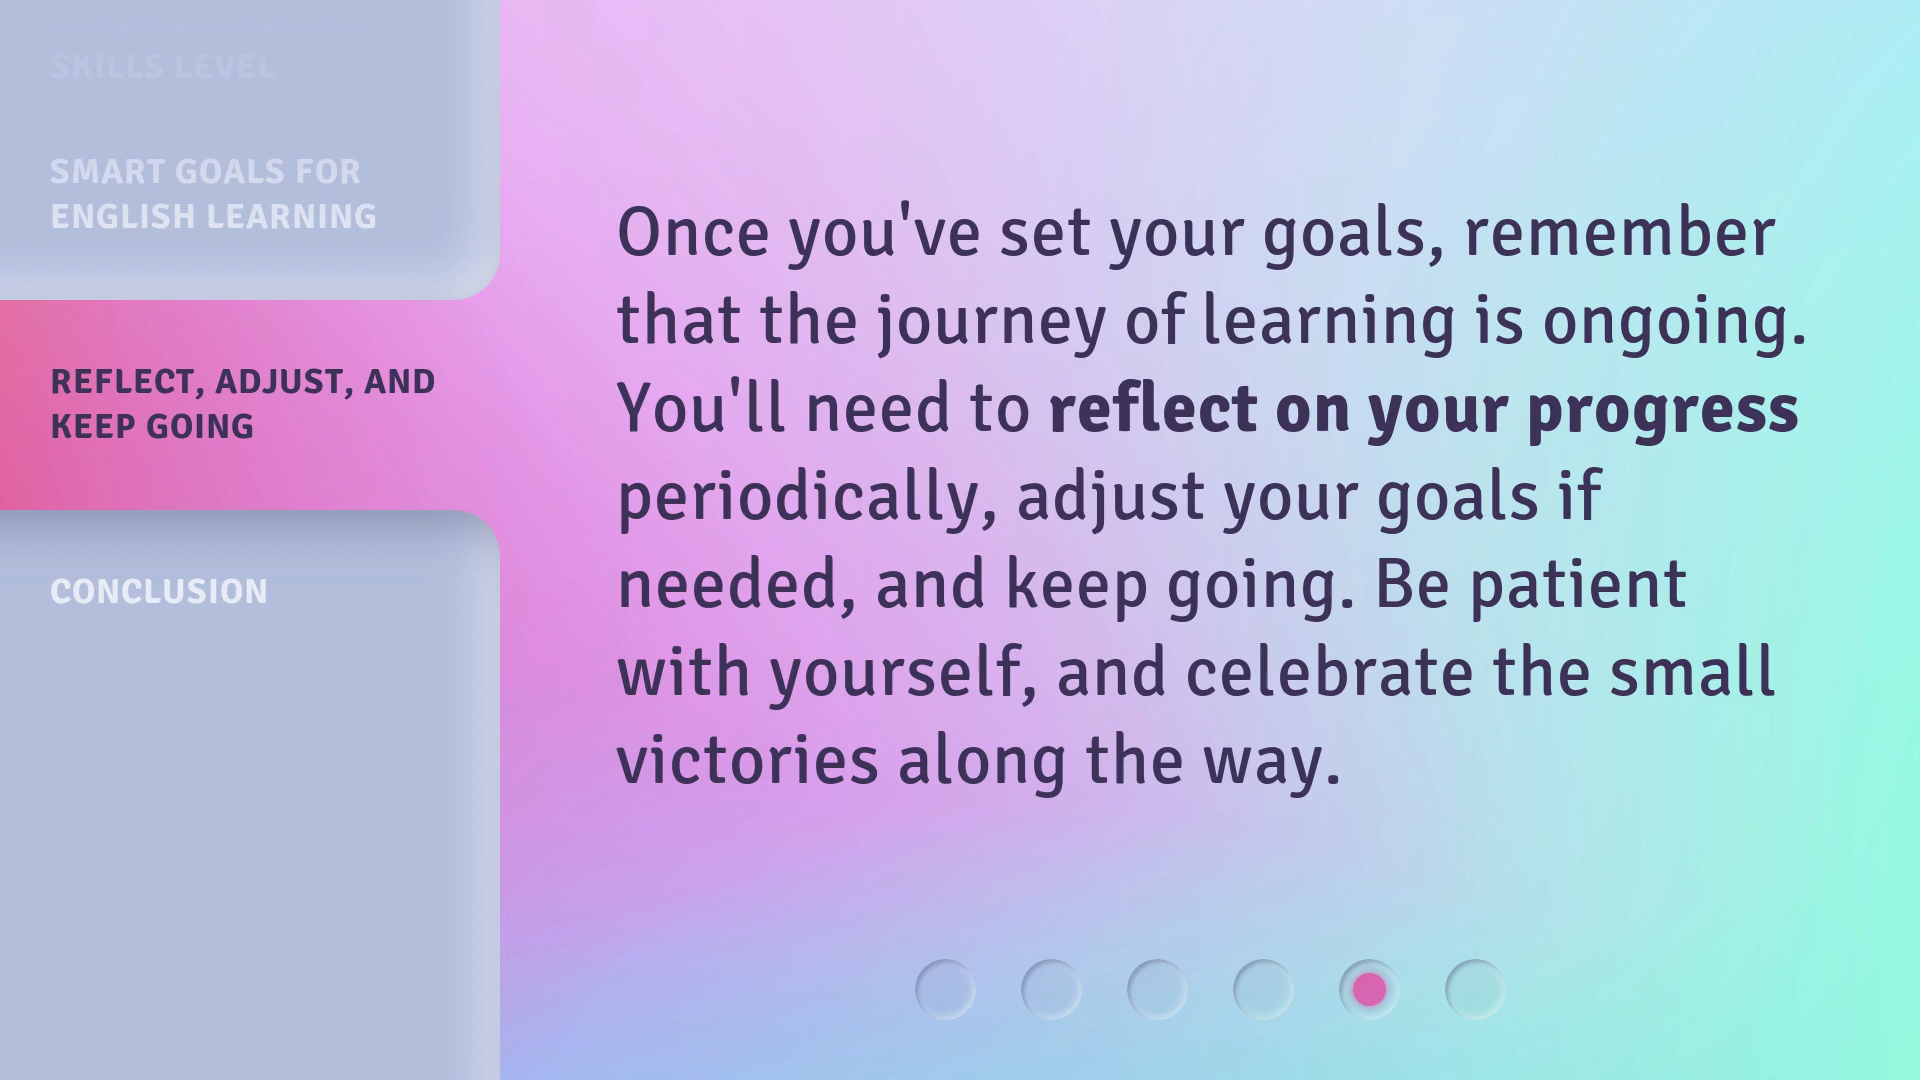 SKILLS LEVEL
SMART GOALS FOR
ENGLISH LEARNING
REFLECT, ADJUST, AND
KEEP GOING
CONCLUSION
Once you've set your goals, remember
that the journey of learning is ongoing.
You'll need to reflect on your progress
periodically, adjust your goals if
needed, and keep going. Be patient
with yourself, and celebrate the small
victories along the way.